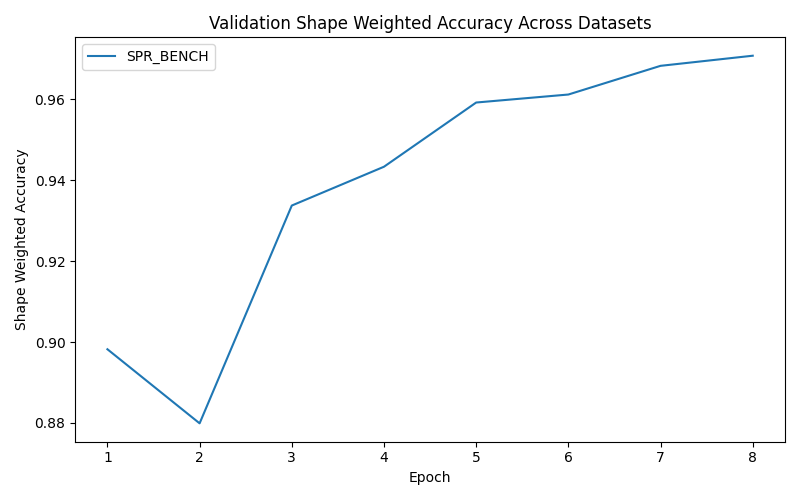 Validation Shape Weighted Accuracy Across Datasets
SPR_BENCH
Shape Weighted Accuracy
0.96
0.94
0.92
0.90
0.88
1 2 3 4 5 6 7 8
Epoch